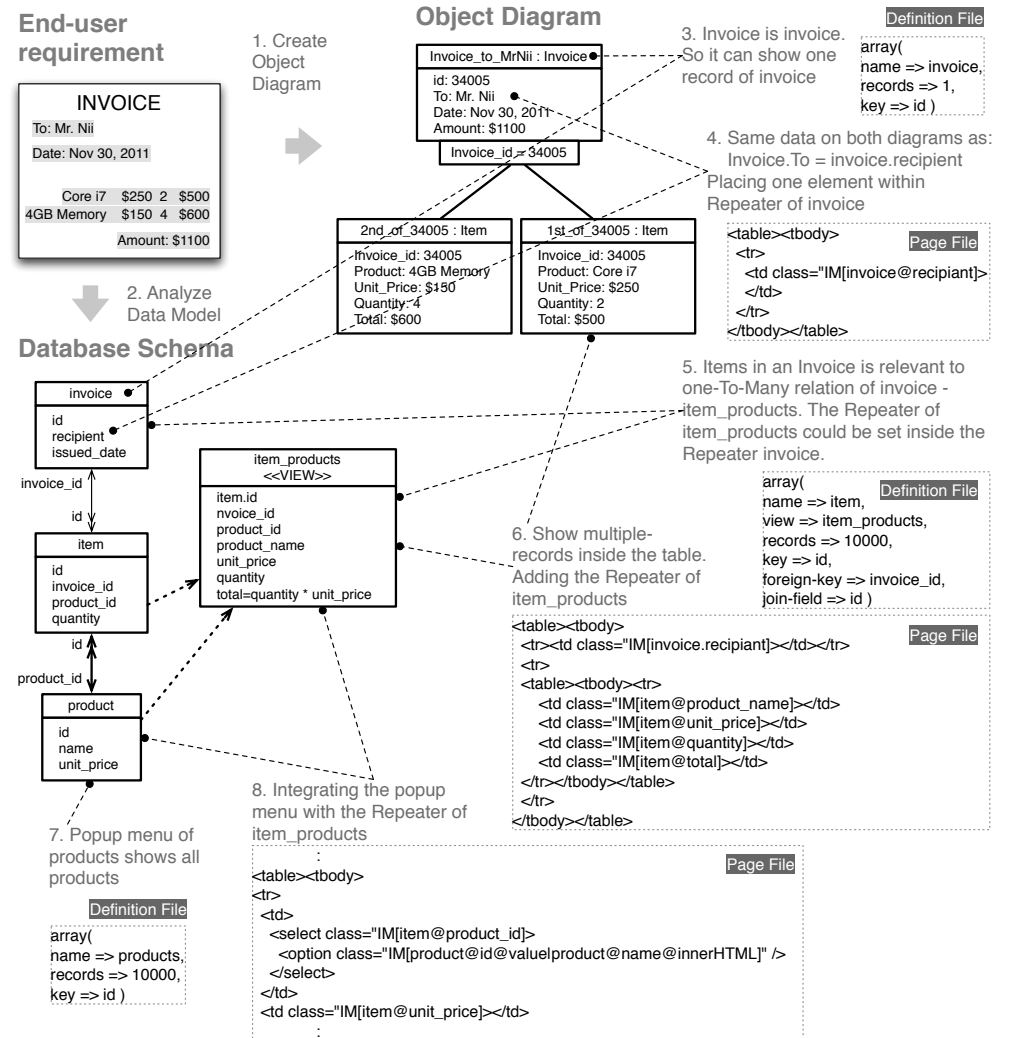 End-user
requirement
INVOICE
To: Mr. Nii
Date: Nov 30, 2011
Core i7 $250 2 $500
4GB Memory $150 4 $600
Amount: $1100
1. Create
Object
Diagram
Object Diagram
Invoice_to_MrNii : Invoice
id: 34005
To: Mr. Nii
Date: Nov 30, 2011
Amount: $1100
Invoice_id = 34005
2nd_of_34005 : Item
Invoice_id: 34005
Product: 4GB Memory
Unit_Price: $150
Quantity: 4
Total: $600
1st_of_34005 : Item
Invoice_id: 34005
Product: Core i7
Unit_Price: $250
Quantity: 2
Total: $500
3. Invoice is invoice.
So it can show one
record of invoice
Definition File
array(
name => invoice,
records => 1,
key => id )
4. Same data on both diagrams as:
Invoice.To = invoice.recipient
Placing one element within
Repeater of invoice
Page File
<table><tbody>
<tr>
<td class="IM[invoice@recipiant]>
</td>
</tr>
</tbody></table>
2. Analyze
Data Model
Database Schema
invoice
id
recipient
issued_date
invoice_id
id
item
id
invoice_id
product_id
quantity
id
product_id
product
id
name
unit_price
item_products
<<VIEW>>
item.id
nvoice_id
product_id
product_name
unit_price
quantity
total=quantity * unit_price
5. Items in an Invoice is relevant to
one-To-Many relation of invoice -
item_products. The Repeater of
item_products could be set inside the
Repeater invoice.
Definition File
array(
name => item,
view => item_products,
records => 10000,
key => id,
foreign-key => invoice_id,
join-field => id )
6. Show multiple-
records inside the table.
Adding the Repeater of
item_products
Page File
<table><tbody>
<tr><td class="IM[invoice.recipiant]></td></tr>
<tr>
<table><tbody><tr>
<td class="IM[item@product_name]></td>
<td class="IM[item@unit_price]></td>
<td class="IM[item@quantity]></td>
<td class="IM[item@total]></td>
</tr></tbody></table>
</tr>
</tbody></table>
7. Popup menu of
products shows all
products
Definition File
array(
name => products,
records => 10000,
key => id )
8. Integrating the popup
menu with the Repeater of
item_products
Page File
:
<table><tbody>
<tr>
<td>
<select class="IM[item@product_id]>
<option class="IM[product@id@value|product@name@innerHTML]" />
</select>
</td>
<td class="IM[item@unit_price]></td>
: